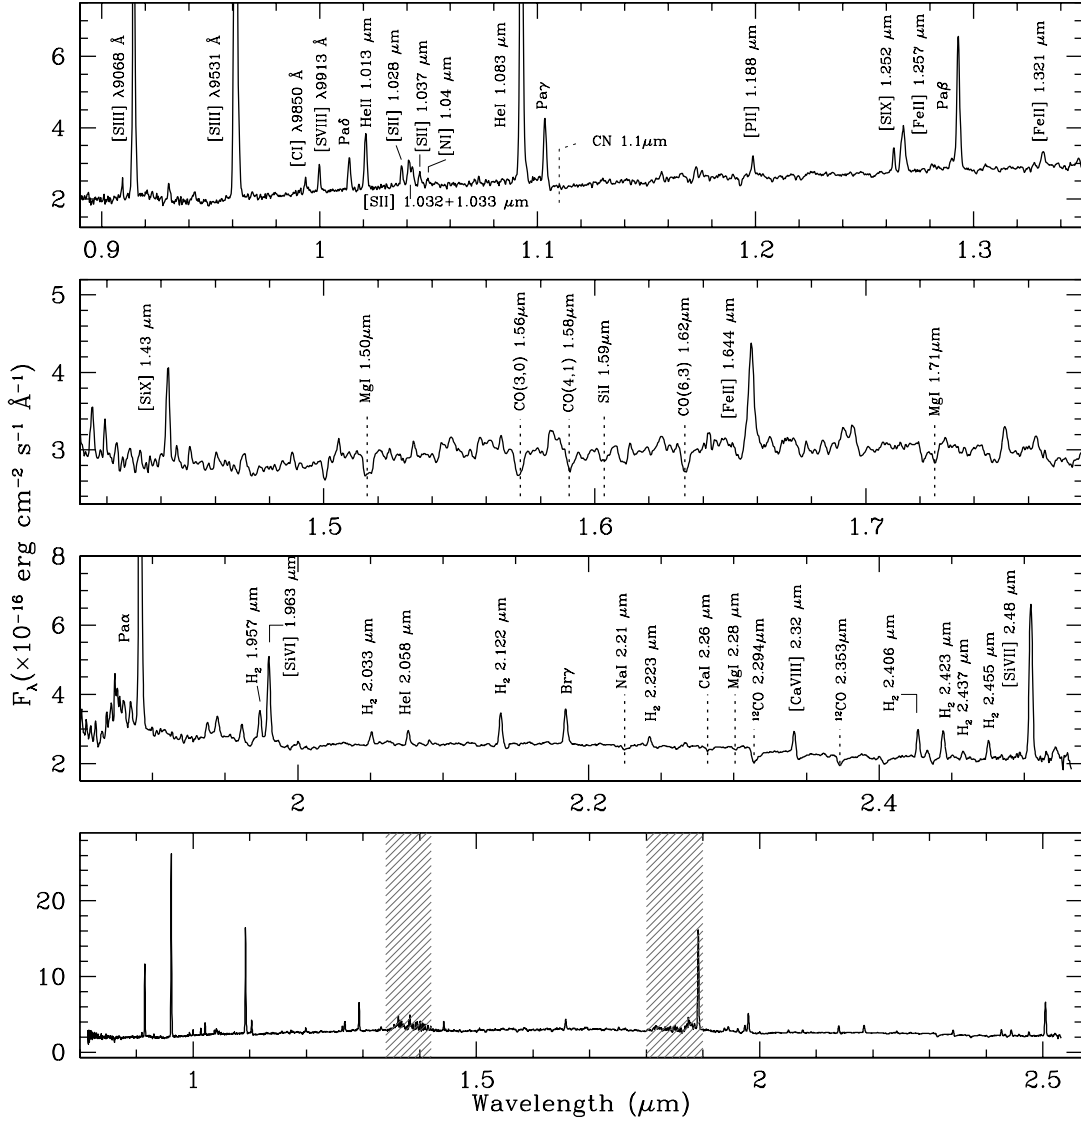 [SIII] λ9068 Å
[SIII] λ9531 Å
[CI] λ9850 Å
[SVIII] λ9913 Å
Paδ
HeII 1.013 μm
[SII] 1.028 μm
[SII] 1.037 μm
[NI] 1.04 μm
[SII] 1.032+1.033 μm
HeI 1.083 μm
Paγ
CN 1.1μm
[PII] 1.188 μm
[SIX] 1.252 μm
[FeII] 1.257 μm
Paβ
[FeII] 1.321 μm
6
4
2
0.9 1 1.1 1.2 1.3
[SiX] 1.43 μm
MgI 1.50μm
CO(3,0) 1.56μm
CO(4,1) 1.58μm
SiI 1.59μm
CO(6,3) 1.62μm
[FeII] 1.644 μm
MgI 1.71μm
5
4
3
1.5 1.6 1.7
Fλ(×10⁻¹⁶ erg cm⁻² s⁻¹ Å⁻¹)
Paα
H₂ 1.957 μm
[SiVI] 1.963 μm
H₂ 2.033 μm
HeI 2.058 μm
H₂ 2.122 μm
Brγ
NaI 2.21 μm
H₂ 2.223 μm
CaI 2.26 μm
MgI 2.28 μm
¹²CO 2.294μm
[CaVIII] 2.32 μm
¹²CO 2.353μm
H₂ 2.406 μm
H₂ 2.423 μm
H₂ 2.437 μm
H₂ 2.455 μm
[SiVII] 2.48 μm
8
6
4
2
2 2.2 2.4
20
10
0
1 1.5 2 2.5
Wavelength (μm)